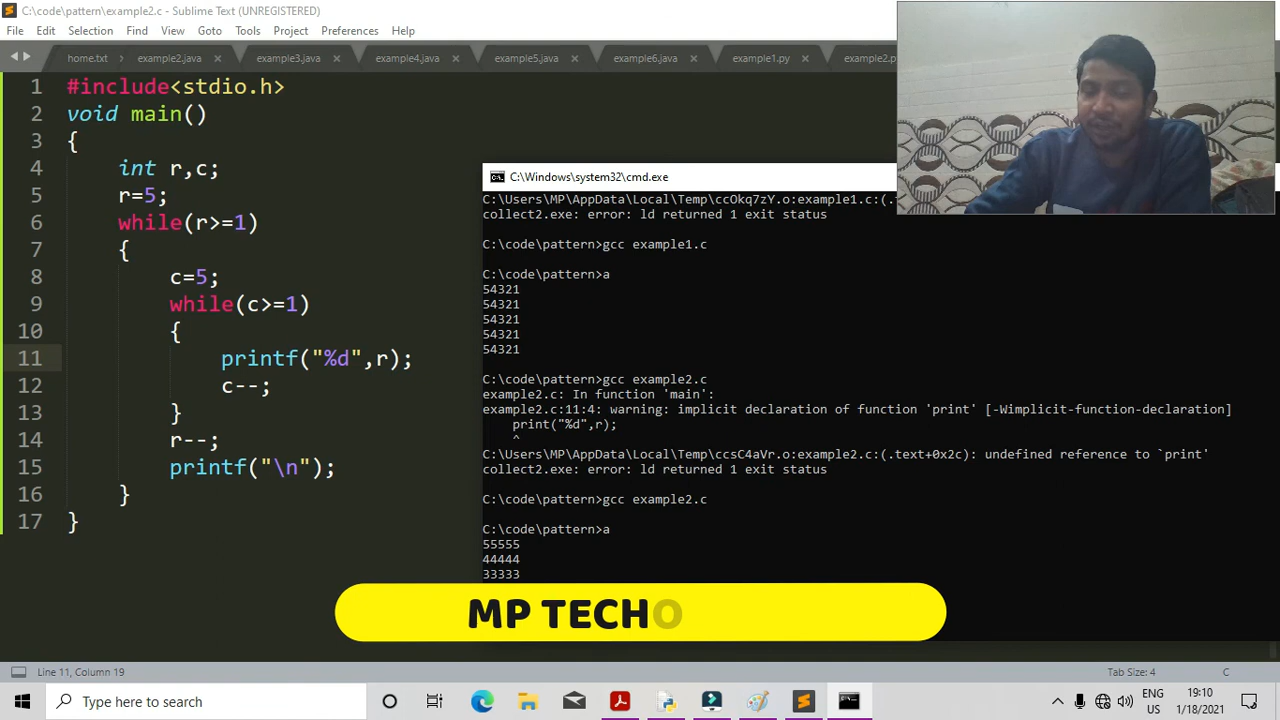 C:\code\pattern\example2.c - Sublime Text (UNREGISTERED)
File Edit Selection Find View Goto Tools Project Preferences Help
home.txt example2.java × example3.java × example4.java × example5.java × example6.java × example1.py × example2.p
1 #include<stdio.h>
2 void main()
3 {
4 int r,c;
5 r=5;
6 while(r>=1)
7 {
8 c=5;
9 while(c>=1)
10 {
11 printf("%d",r);
12 c--;
13 }
14 r--;
15 printf("\n");
16 }
17 }
C:\Windows\system32\cmd.exe
C:\Users\MP\AppData\Local\Temp\ccOkq7zY.o:example1.c:(.
collect2.exe: error: ld returned 1 exit status
C:\code\pattern>gcc example1.c
C:\code\pattern>a
54321
54321
54321
54321
54321
C:\code\pattern>gcc example2.c
example2.c: In function 'main':
example2.c:11:4: warning: implicit declaration of function 'print' [-Wimplicit-function-declaration]
print("%d",r);
^
C:\Users\MP\AppData\Local\Temp\ccsC4aVr.o:example2.c:(.text+0x2c): undefined reference to `print'
collect2.exe: error: ld returned 1 exit status
C:\code\pattern>gcc example2.c
C:\code\pattern>a
55555
44444
33333
MP TECHO
Line 11, Column 19 Tab Size: 4 C
Type here to search
ENG
US
19:10
1/18/2021